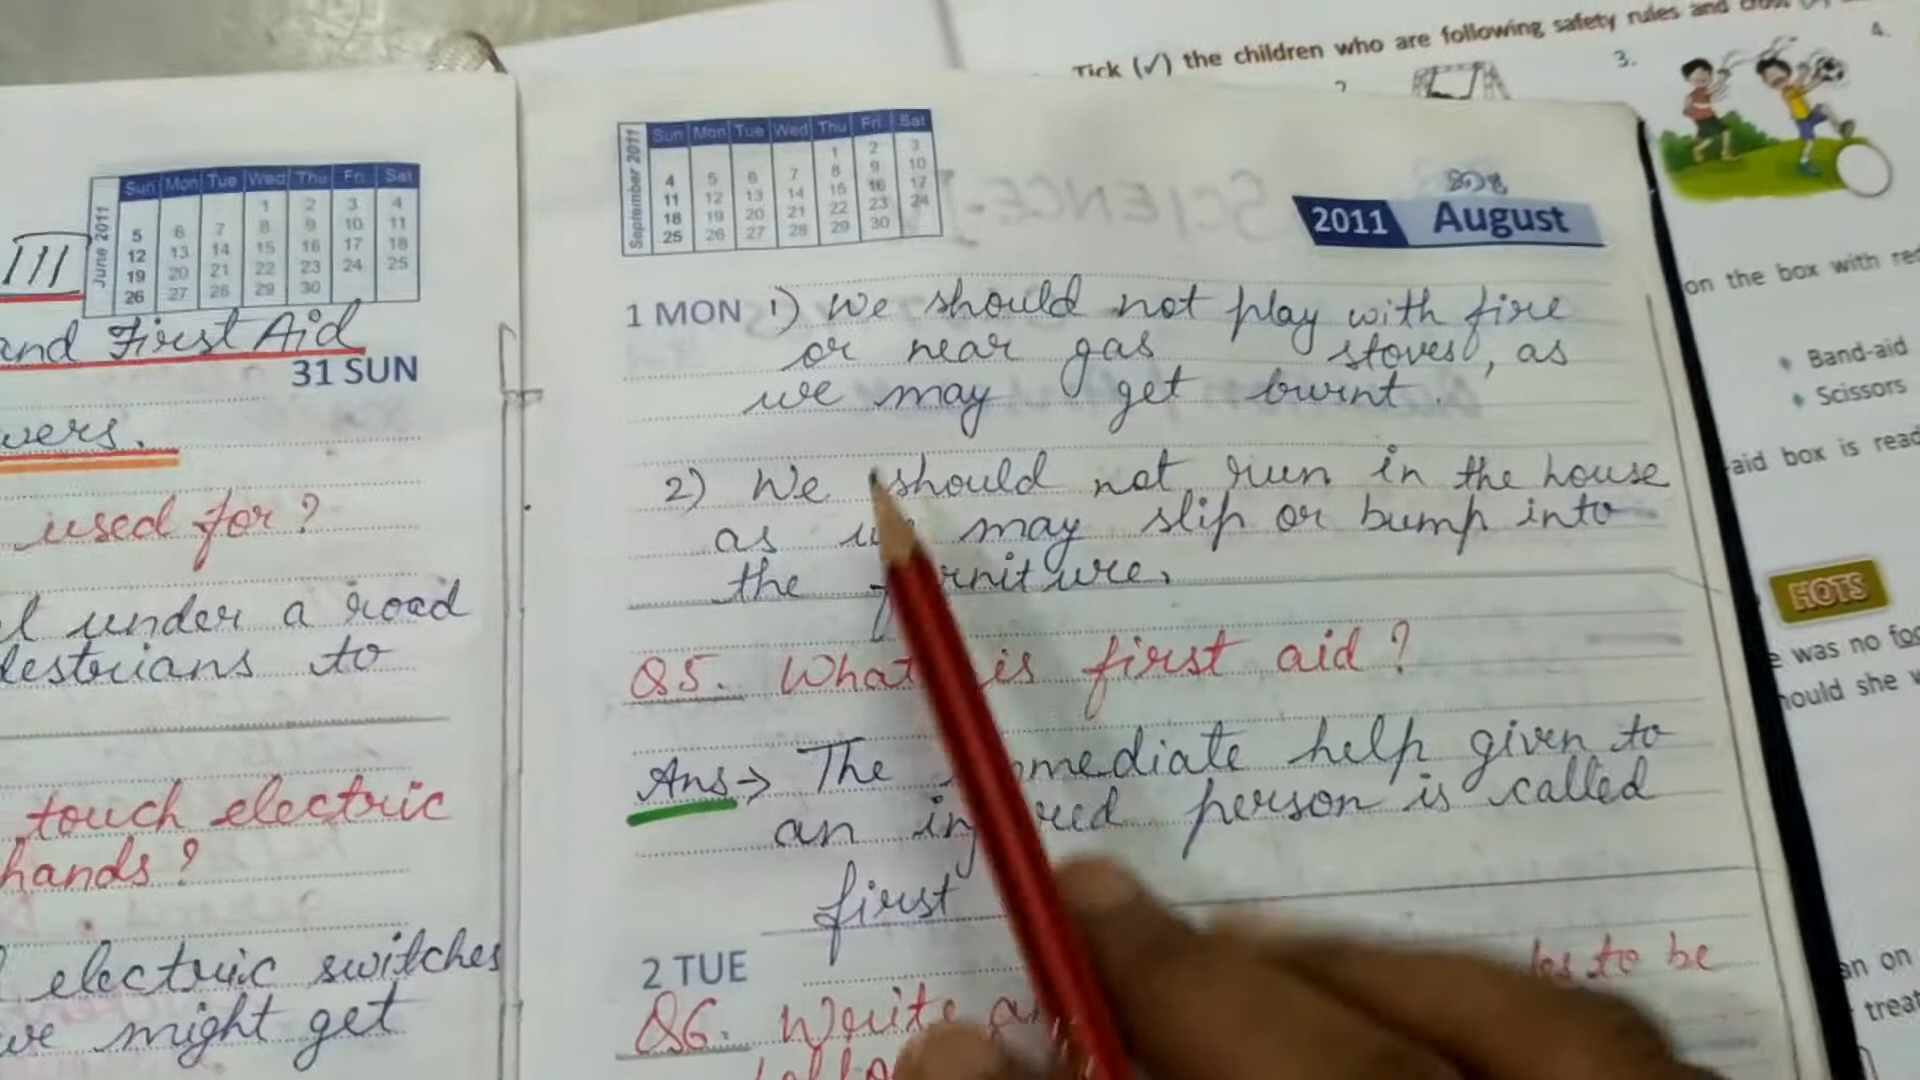 Tick (✓) the children who are following safety rules and
3.
4.
III
June 2011
Sun Mon Tue Wed Thu Fri Sat
1 2 3 4
5 6 7 8 9 10 11
12 13 14 15 16 17 18
19 20 21 22 23 24 25
26 27 28 29 30
and First Aid
31 SUN
used for?
under a road
to
touch electric
hands?
electric switches
we might get
September 2011
Sun Mon Tue Wed Thu Fri Sat
1 2 3
4 5 6 7 8 9 10
11 12 13 14 15 16 17
18 19 20 21 22 23 24
25 26 27 28 29 30
2011 August
1 MON 1) We should not play with fire
or near gas stoves, as
we may get burnt.
2) We should not run in the house
as we may slip or bump into
the furniture.
Q5. What is first aid?
Ans→ The immediate help given to
an injured person is called
first
2 TUE
to be
Q6. Write
on the box with
Band-aid
Scissors
aid box is
HOTS
was no
should she
on